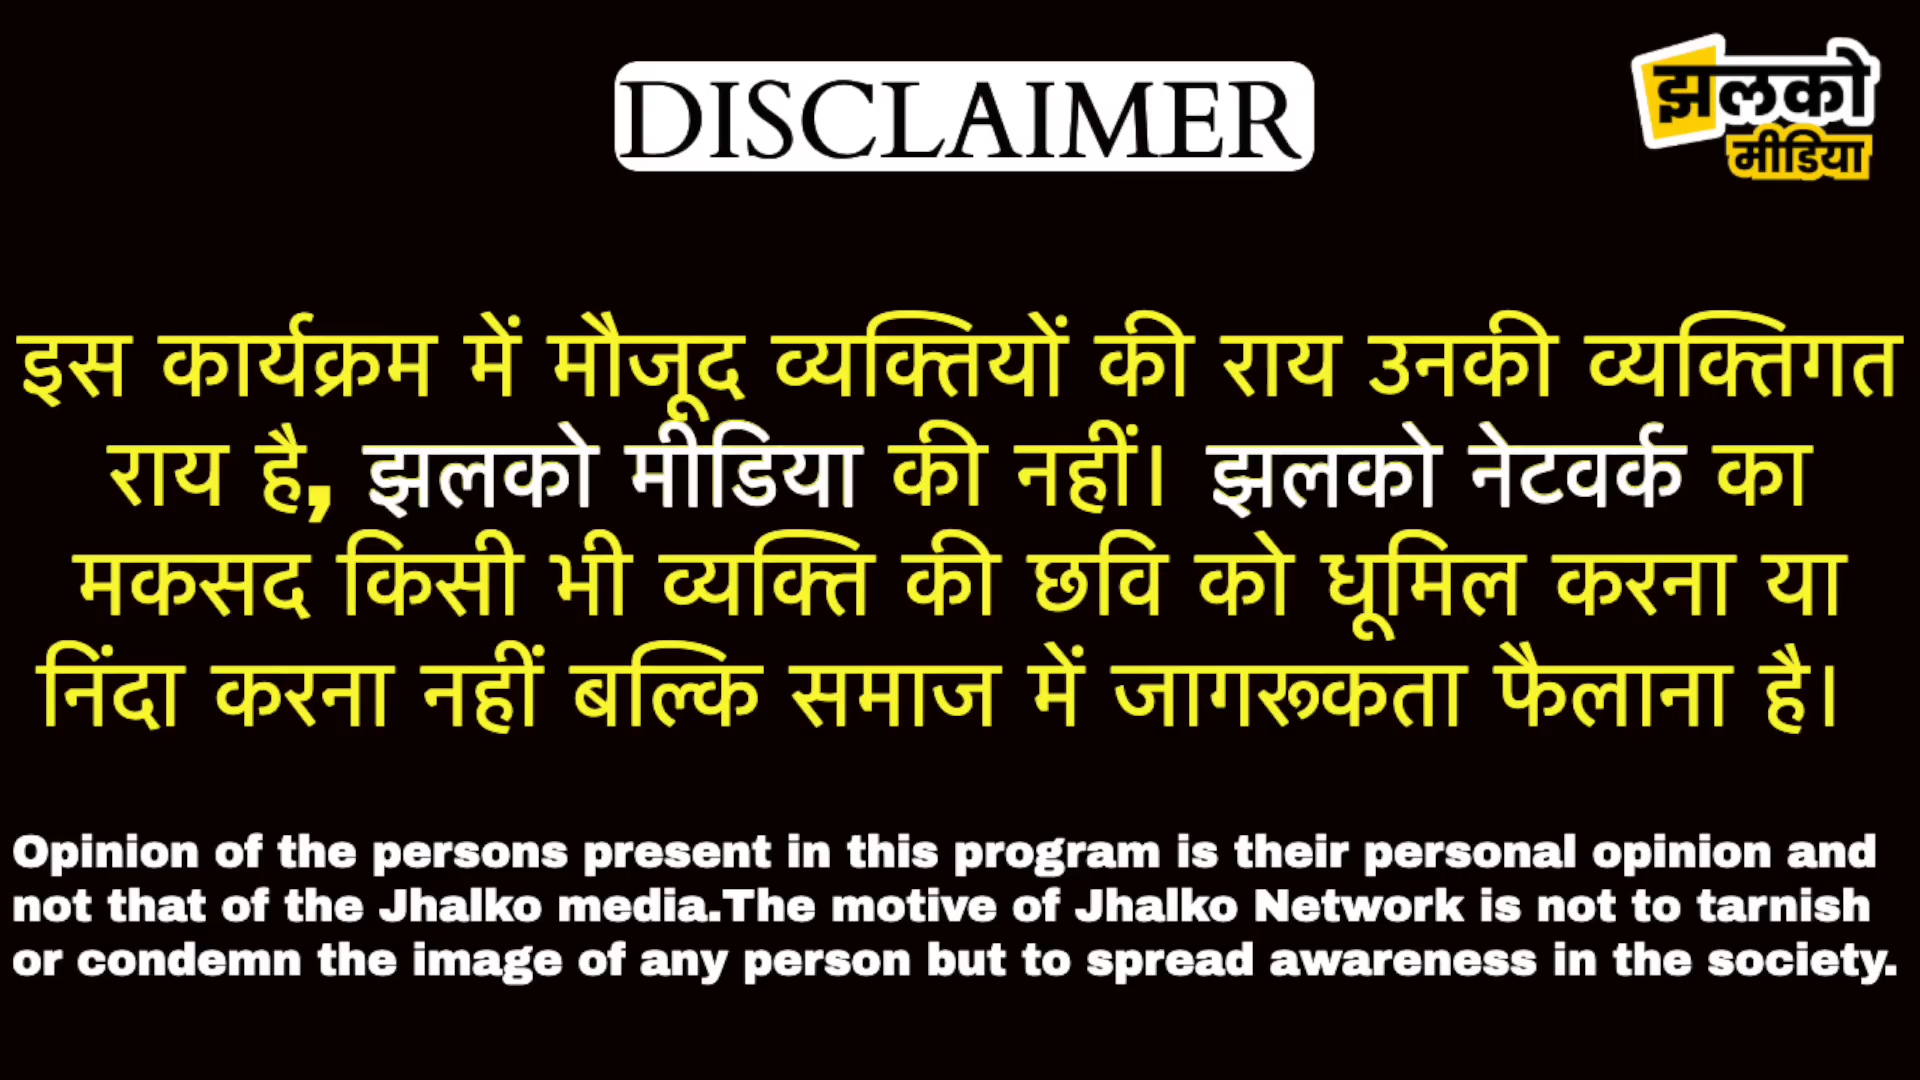 DISCLAIMER
झलको
मीडिया
इस कार्यक्रम में मौजूद व्यक्तियों की राय उनकी व्यक्तिगत
राय है, झलको मीडिया की नहीं। झलको नेटवर्क का
मकसद किसी भी व्यक्ति की छवि को धूमिल करना या
निंदा करना नहीं बल्कि समाज में जागरूकता फैलाना है।
Opinion of the persons present in this program is their personal opinion and
not that of the Jhalko media.The motive of Jhalko Network is not to tarnish
or condemn the image of any person but to spread awareness in the society.